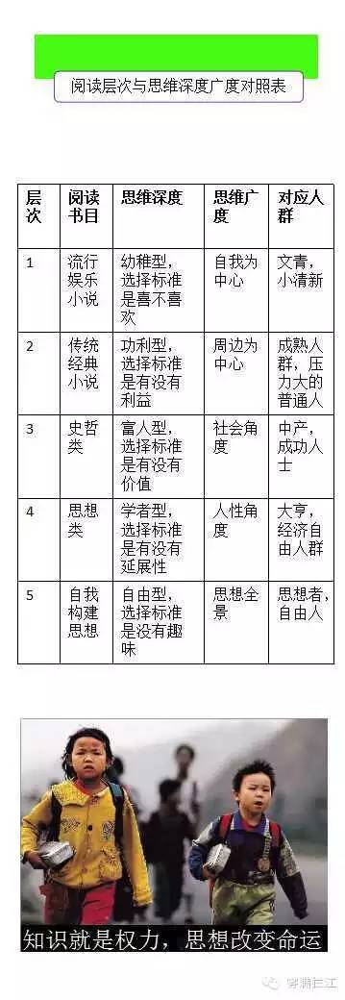 阅读层次与思维深度广度对照表
层 阅读 思维深度 思维广 对应人
次 书目 度 群
1 流行 幼稚型, 自我为 文青,
娱乐 选择标准 中心 小清新
小说 是喜不喜
欢
2 传统 功利型, 周边为 成熟人
经典 选择标准 中心 群，压
小说 是有没有 力大的
利益 普通人
3 史哲 富人型, 社会角 中产,
类 选择标准 度 成功人
是有没有 士
价值
4 思想 学者型, 人性角 大亨,
类 选择标准 度 经济自
是有没有 由人群
延展性
5 自我 自由型, 思想全 思想者,
构建 选择标准 景 自由人
思想 是没有趣
味
知识就是权力，思想改变命运
雾满拦江